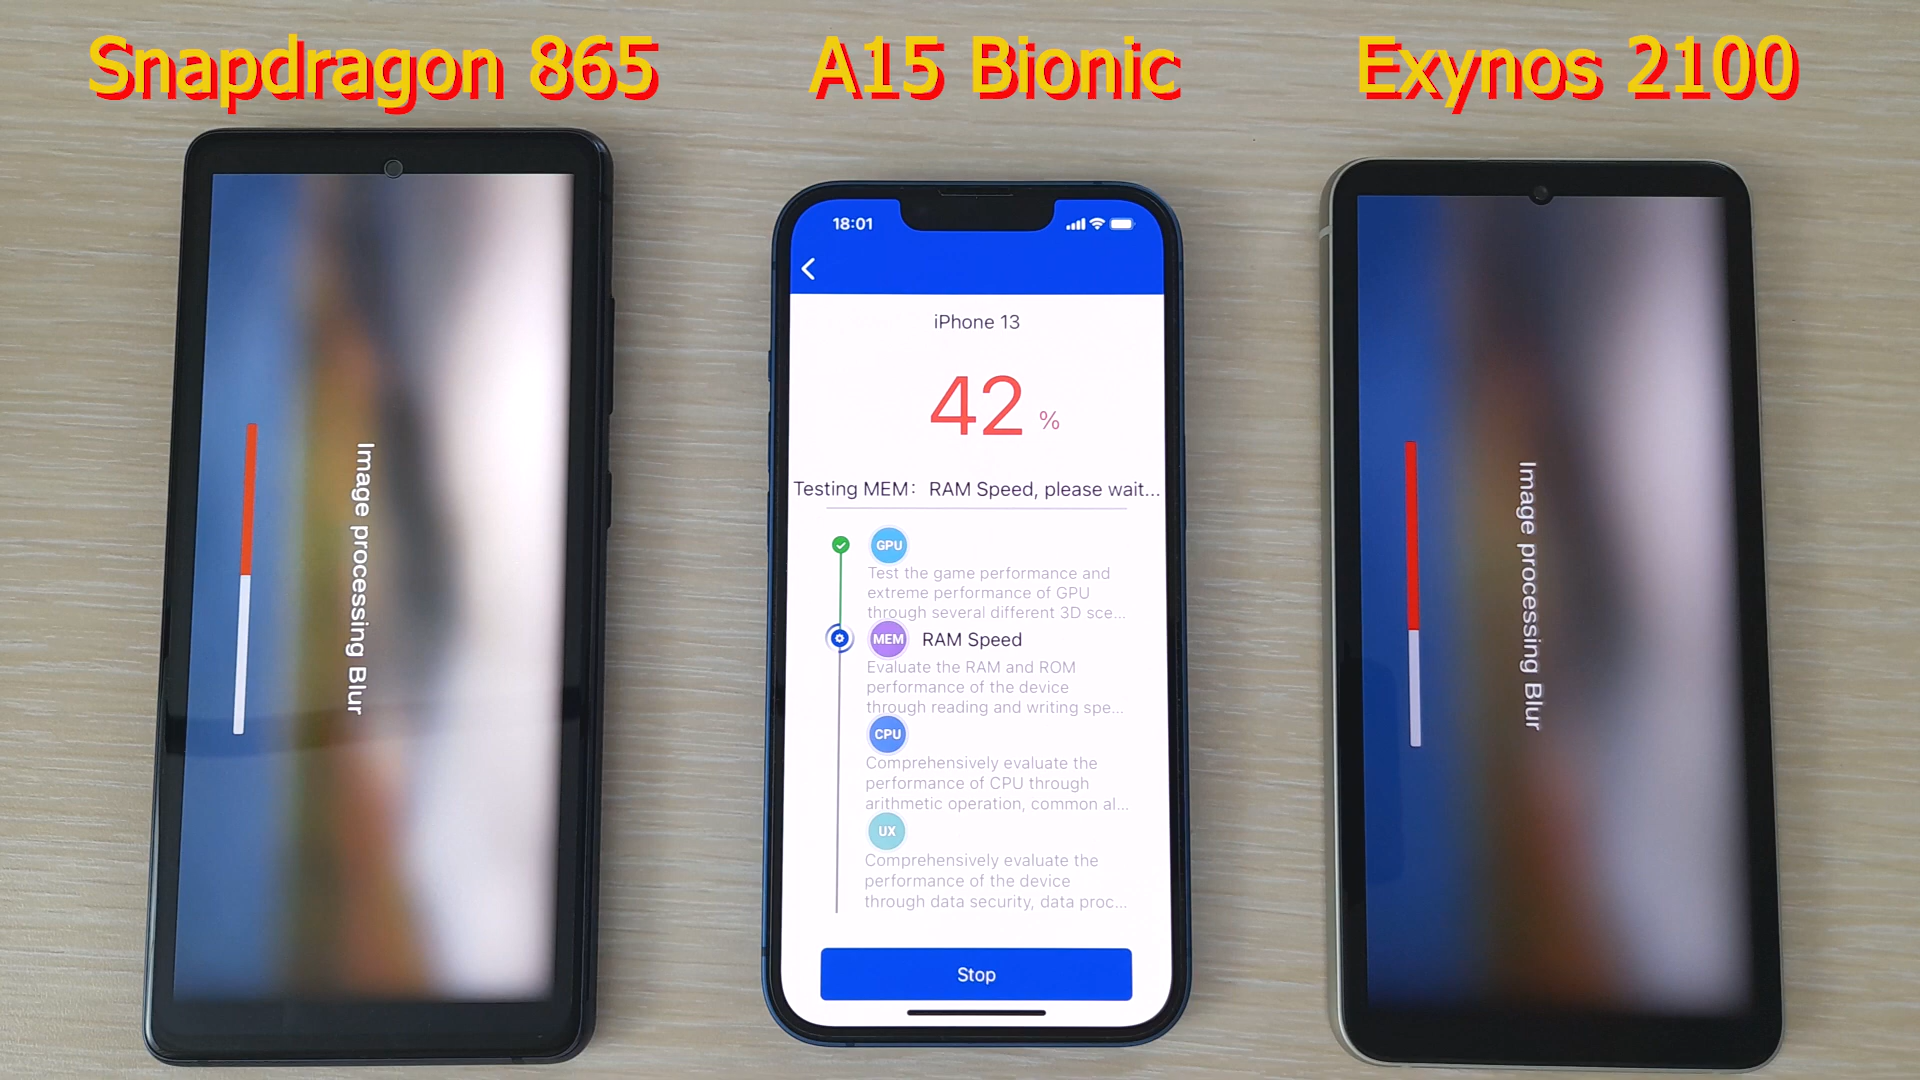 Snapdragon 865
A15 Bionic
Exynos 2100
Image processing Blur
18:01
iPhone 13
42 %
Testing MEM: RAM Speed, please wait...
GPU
Test the game performance and
extreme performance of GPU
through several different 3D sce...
MEM RAM Speed
Evaluate the RAM and ROM
performance of the device
through reading and writing spe...
CPU
Comprehensively evaluate the
performance of CPU through
arithmetic operation, common al...
UX
Comprehensively evaluate the
performance of the device
through data security, data proc...
Stop
Image processing Blur